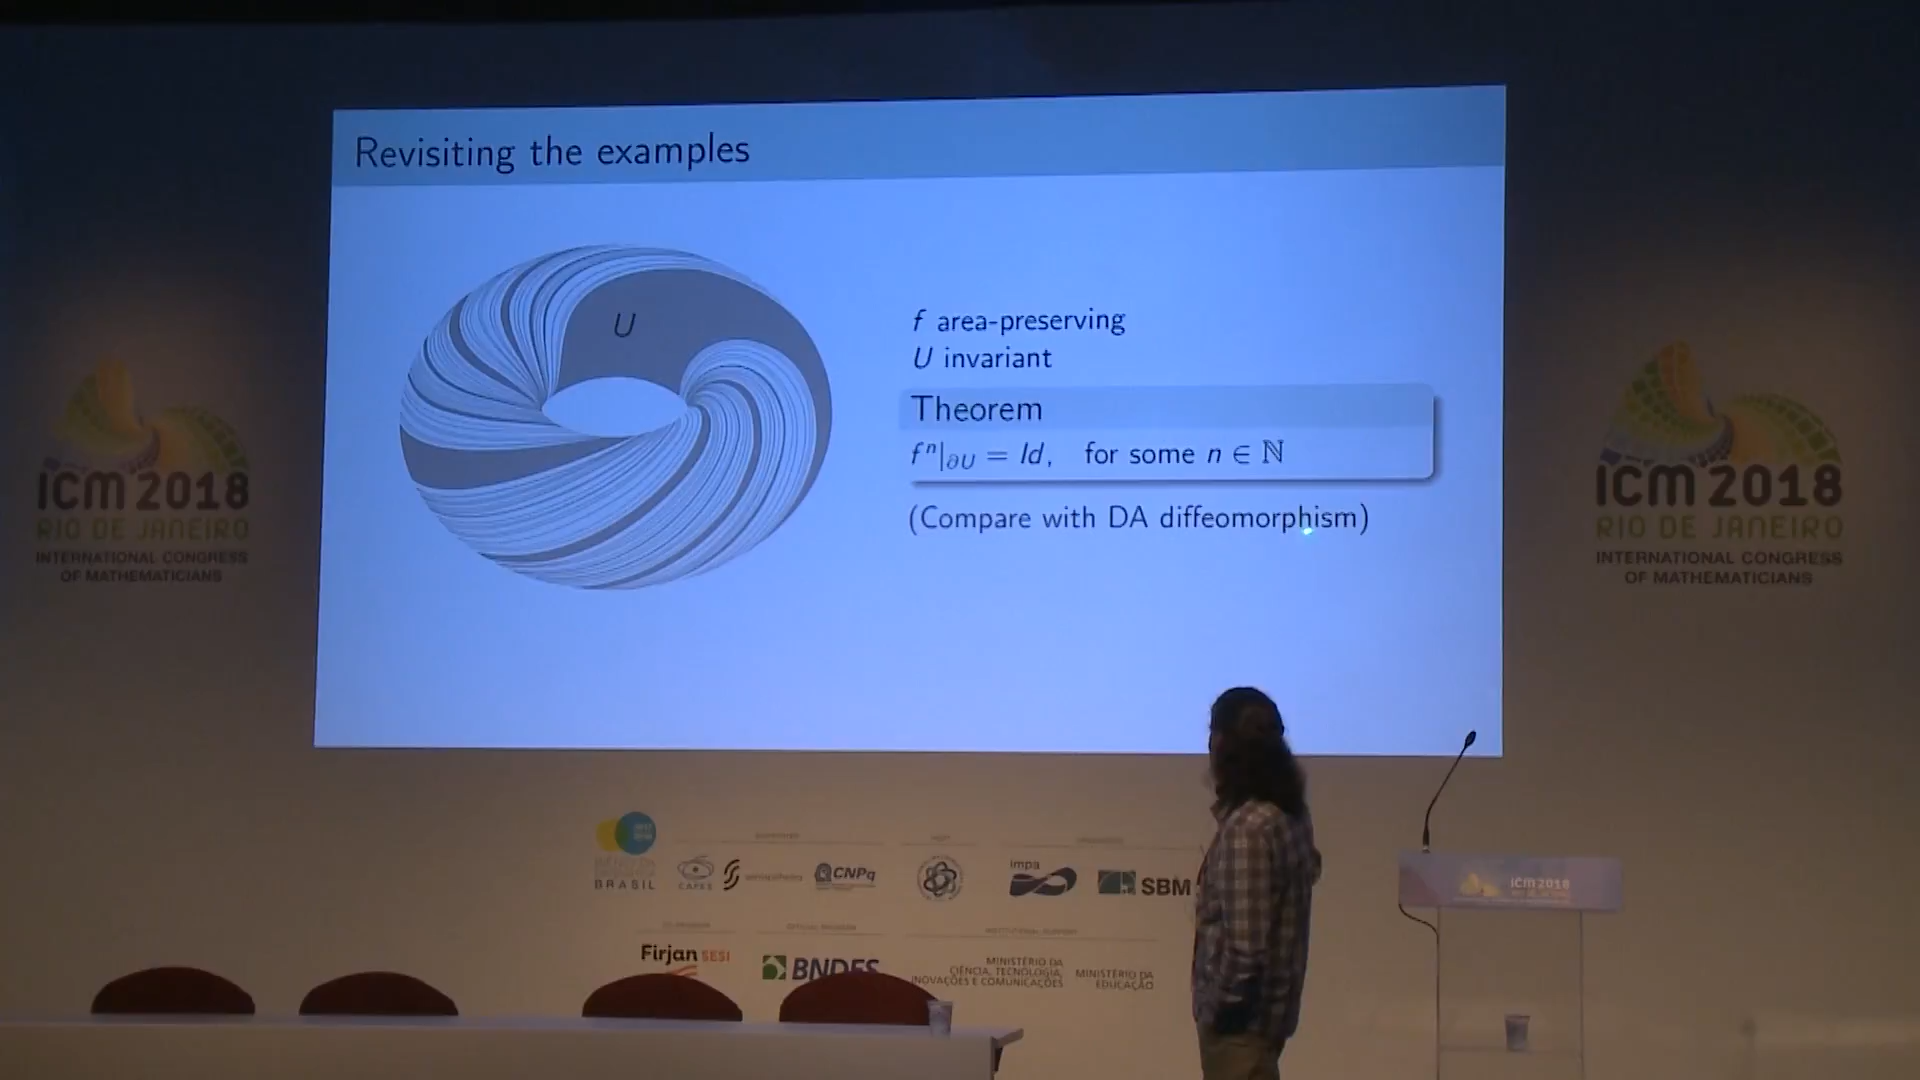 Revisiting the examples
U
f area-preserving
U invariant
Theorem
fⁿ|∂U = Id, for some n ∈ ℕ
(Compare with DA diffeomorphism)
ICM 2018
RIO DE JANEIRO
INTERNATIONAL CONGRESS
OF MATHEMATICIANS
ICM 2018
RIO DE JANEIRO
INTERNATIONAL CONGRESS
OF MATHEMATICIANS
BRASIL
CAPES
CNPq
impa
SBM
Firjan SESI
BNDES
MINISTÉRIO DA
CIÊNCIA, TECNOLOGIA,
INOVAÇÕES E COMUNICAÇÕES
MINISTÉRIO DA
EDUCAÇÃO
ICM 2018